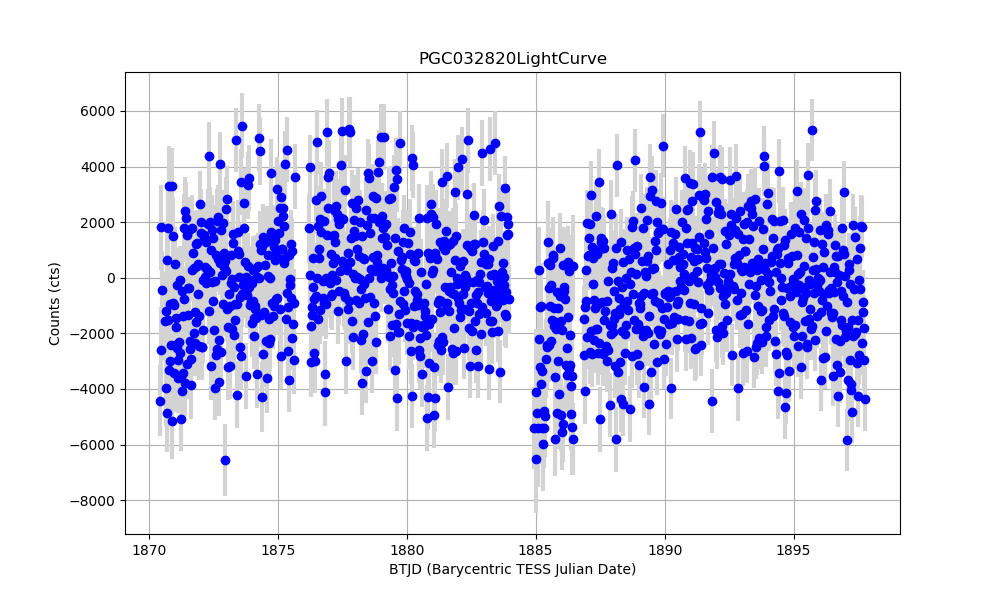 PGC032820LightCurve
6000
4000
2000
0
−2000
−4000
−6000
−8000
Counts (cts)
1870 1875 1880 1885 1890 1895
BTJD (Barycentric TESS Julian Date)